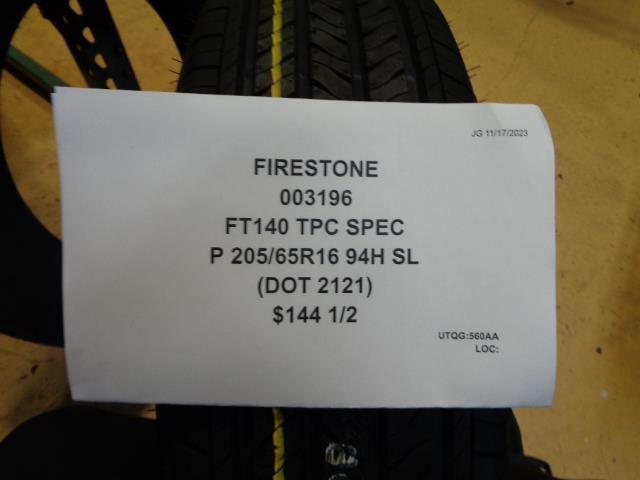 JG 11/17/2023
FIRESTONE
003196
FT140 TPC SPEC
P 205/65R16 94H SL
(DOT 2121)
$144 1/2
UTQG:560AA
LOC: